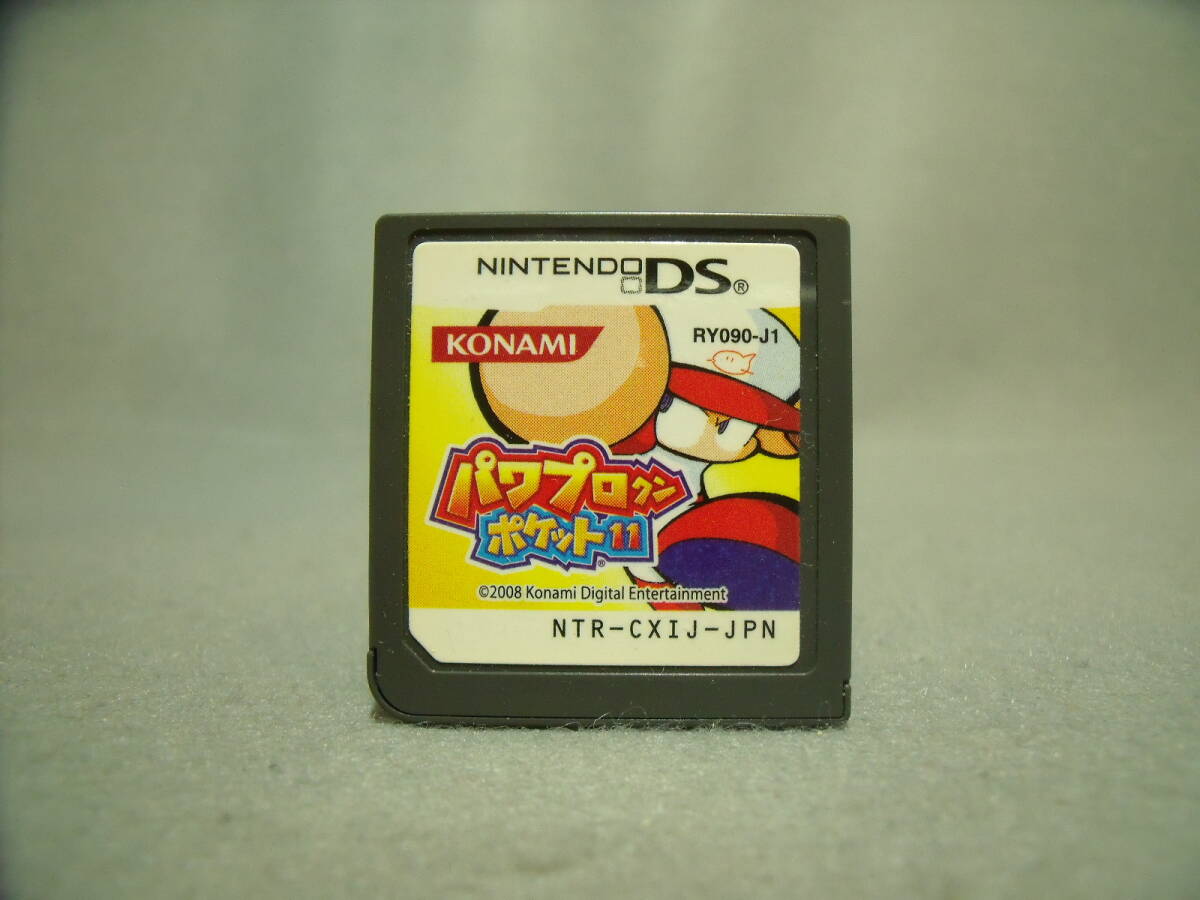 NINTENDO DS®
KONAMI
RY090-J1
パワプロクン
ポケット11®
©2008 Konami Digital Entertainment
NTR-CXIJ-JPN